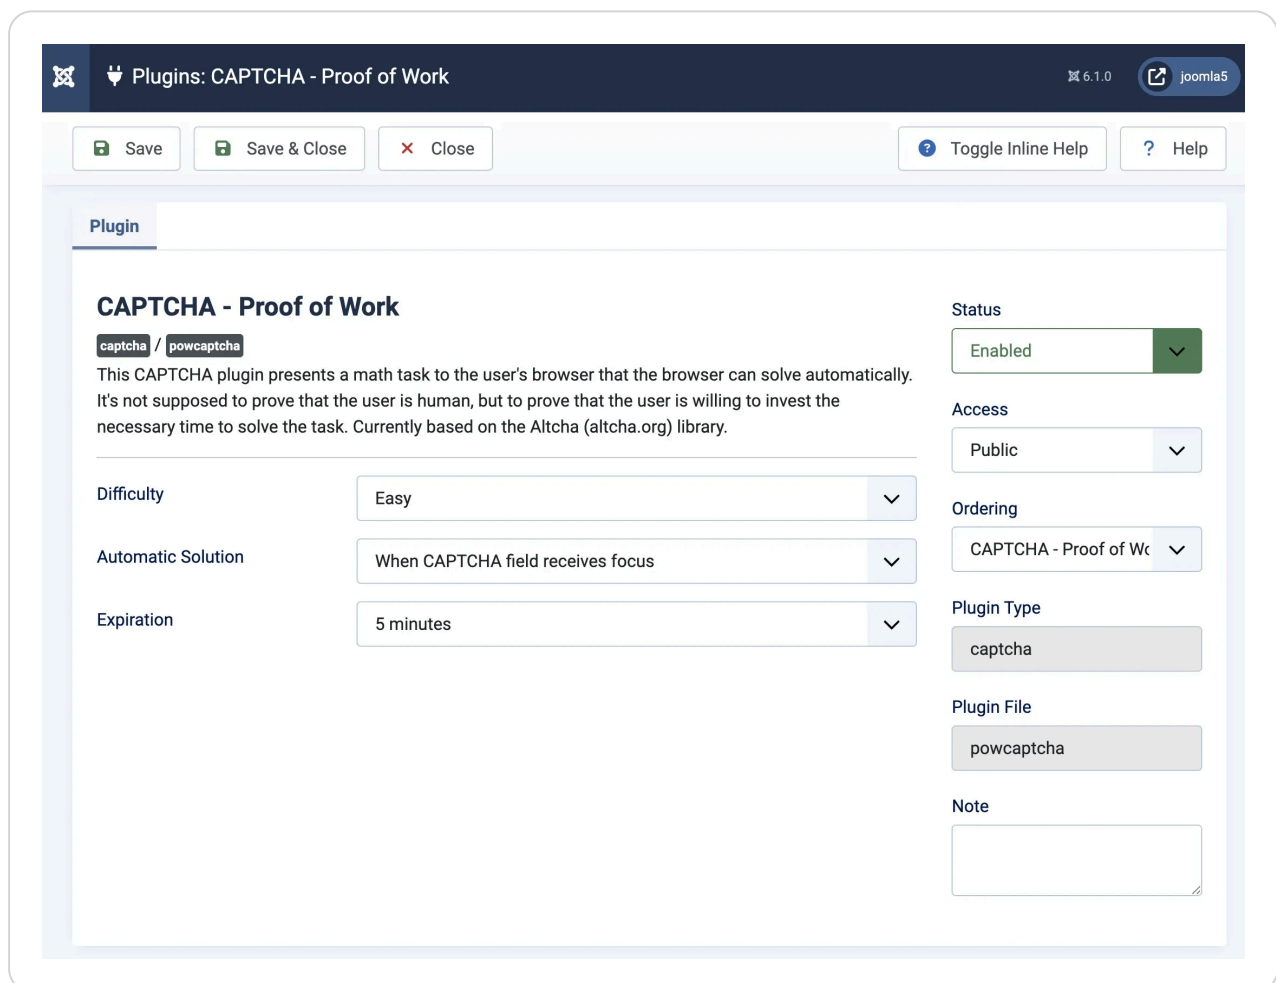 Plugins: CAPTCHA - Proof of Work
6.1.0
joomla5
Save
Save & Close
Close
Toggle Inline Help
? Help
Plugin
CAPTCHA - Proof of Work
captcha / powcaptcha
This CAPTCHA plugin presents a math task to the user's browser that the browser can solve automatically.
It's not supposed to prove that the user is human, but to prove that the user is willing to invest the
necessary time to solve the task. Currently based on the Altcha (altcha.org) library.
Difficulty
Easy
Automatic Solution
When CAPTCHA field receives focus
Expiration
5 minutes
Status
Enabled
Access
Public
Ordering
CAPTCHA - Proof of Wo
Plugin Type
captcha
Plugin File
powcaptcha
Note